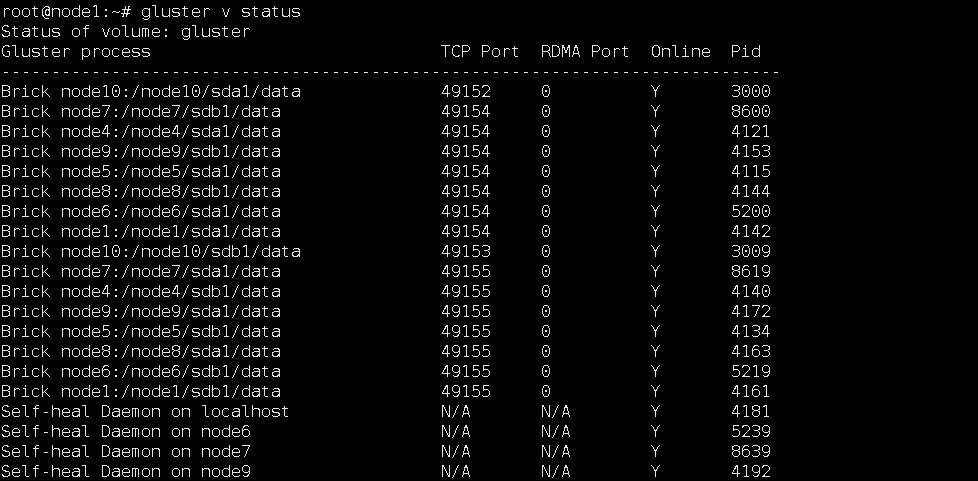 root@node1:~# gluster v status
Status of volume: gluster
Gluster process                             TCP Port  RDMA Port  Online  Pid
------------------------------------------------------------------------------
Brick node10:/node10/sda1/data              49152     0          Y       3000
Brick node7:/node7/sdb1/data                49154     0          Y       8600
Brick node4:/node4/sda1/data                49154     0          Y       4121
Brick node9:/node9/sdb1/data                49154     0          Y       4153
Brick node5:/node5/sda1/data                49154     0          Y       4115
Brick node8:/node8/sdb1/data                49154     0          Y       4144
Brick node6:/node6/sda1/data                49154     0          Y       5200
Brick node1:/node1/sda1/data                49154     0          Y       4142
Brick node10:/node10/sdb1/data              49153     0          Y       3009
Brick node7:/node7/sda1/data                49155     0          Y       8619
Brick node4:/node4/sdb1/data                49155     0          Y       4140
Brick node9:/node9/sda1/data                49155     0          Y       4172
Brick node5:/node5/sdb1/data                49155     0          Y       4134
Brick node8:/node8/sda1/data                49155     0          Y       4163
Brick node6:/node6/sdb1/data                49155     0          Y       5219
Brick node1:/node1/sdb1/data                49155     0          Y       4161
Self-heal Daemon on localhost               N/A       N/A        Y       4181
Self-heal Daemon on node6                   N/A       N/A        Y       5239
Self-heal Daemon on node7                   N/A       N/A        Y       8639
Self-heal Daemon on node9                   N/A       N/A        Y       4192